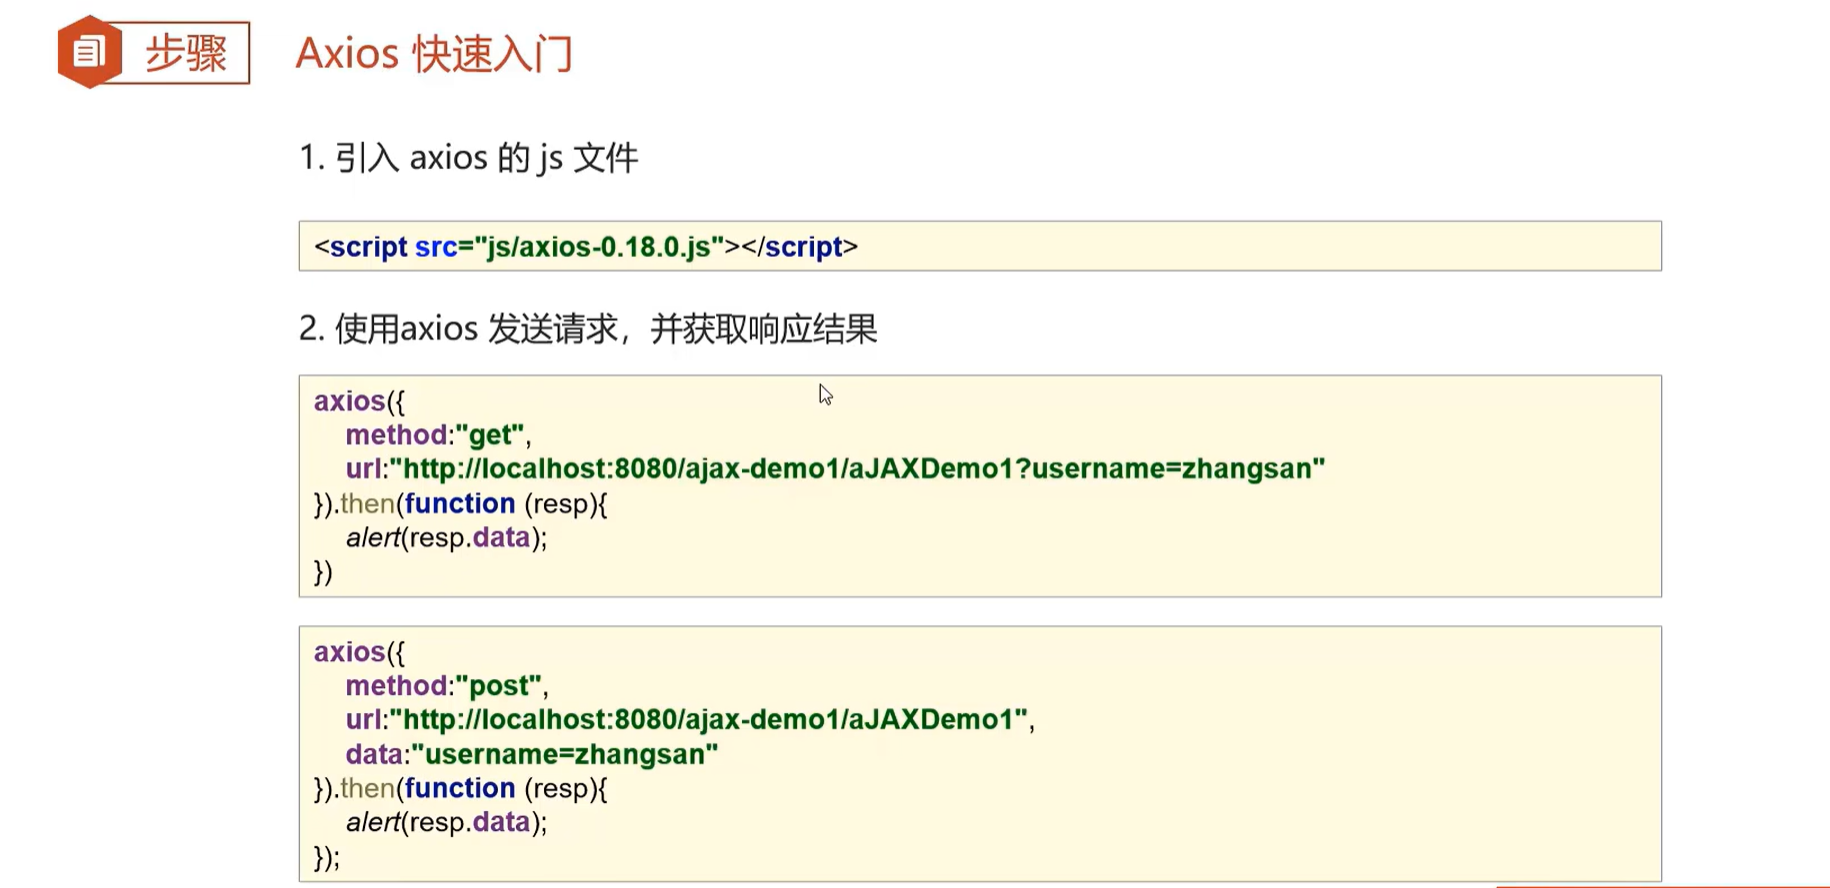 步骤
Axios 快速入门
1. 引入 axios 的 js 文件
<script src="js/axios-0.18.0.js"></script>
2. 使用axios 发送请求，并获取响应结果
axios({
method:"get",
url:"http://localhost:8080/ajax-demo1/aJAXDemo1?username=zhangsan"
}).then(function (resp){
alert(resp.data);
})
axios({
method:"post",
url:"http://localhost:8080/ajax-demo1/aJAXDemo1",
data:"username=zhangsan"
}).then(function (resp){
alert(resp.data);
});